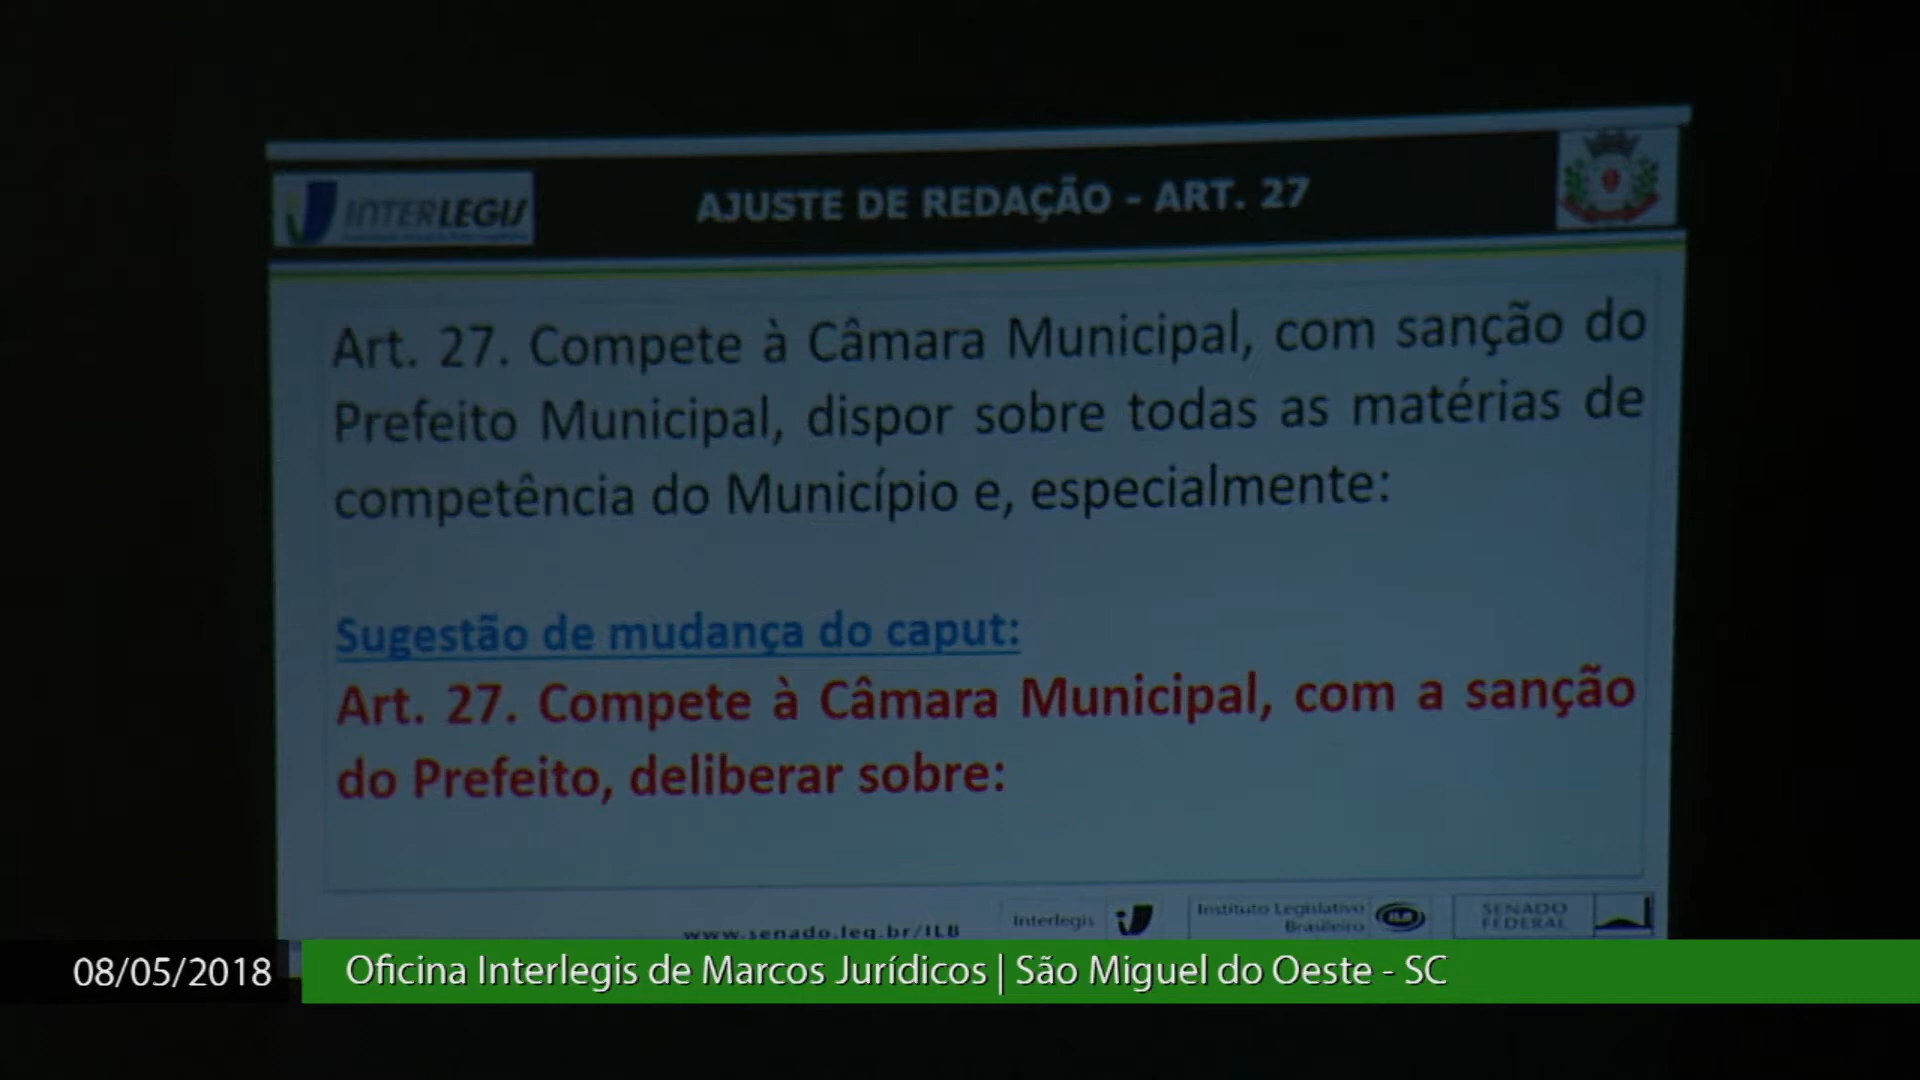 INTERLEGIS
AJUSTE DE REDAÇÃO - ART. 27
Art. 27. Compete à Câmara Municipal, com sanção do
Prefeito Municipal, dispor sobre todas as matérias de
competência do Município e, especialmente:
Sugestão de mudança do caput:
Art. 27. Compete à Câmara Municipal, com a sanção
do Prefeito, deliberar sobre:
www.senado.leg.br/ILB
Interlegis
Instituto Legislativo
Brasileiro
ILB
SENADO
FEDERAL
08/05/2018
Oficina Interlegis de Marcos Jurídicos | São Miguel do Oeste - SC